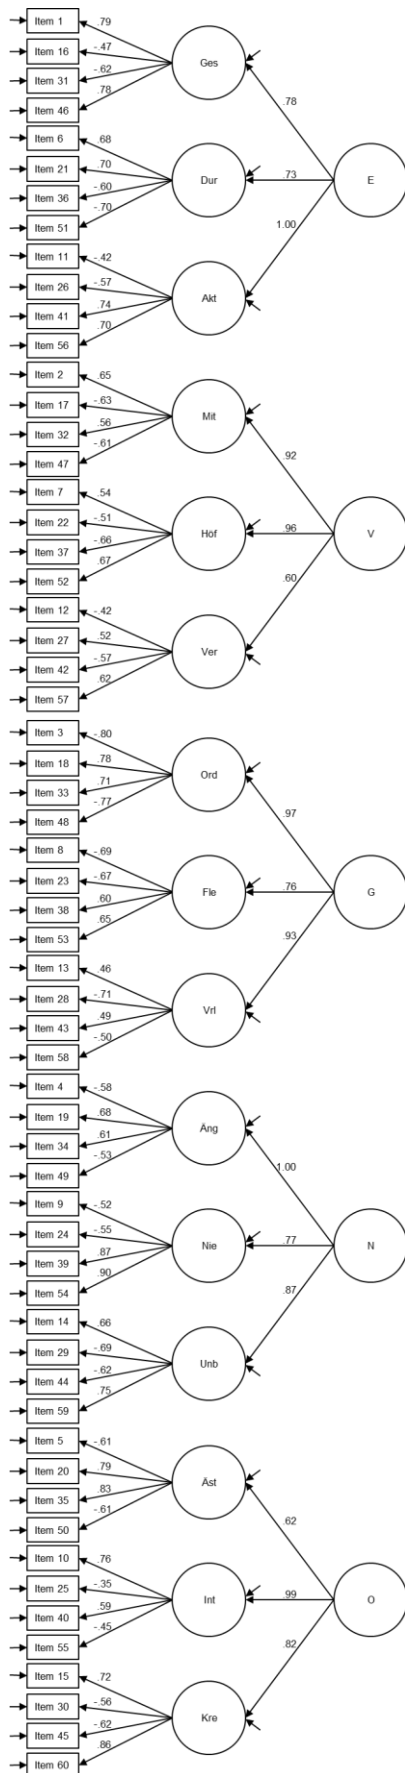 Item 1 .79
Item 16 -.47
Item 31 -.62
Item 46 .78
Ges
.78
Item 6 .68
Item 21 .70
Item 36 -.60
Item 51 -.70
Dur
.73
E
Item 11 -.42
Item 26 -.57
Item 41 .74
Item 56 .70
Akt
1.00
Item 2 .65
Item 17 -.63
Item 32 .56
Item 47 -.61
Mit
.92
Item 7 .54
Item 22 -.51
Item 37 -.66
Item 52 .67
Höf
.96
V
Item 12 -.42
Item 27 .52
Item 42 -.57
Item 57 .62
Ver
.60
Item 3 -.80
Item 18 .78
Item 33 .71
Item 48 -.77
Ord
.97
Item 8 -.69
Item 23 -.67
Item 38 .60
Item 53 .65
Fle
.76
G
Item 13 .46
Item 28 -.71
Item 43 .49
Item 58 -.50
Vrl
.93
Item 4 -.58
Item 19 .68
Item 34 .61
Item 49 -.53
Äng
1.00
Item 9 -.52
Item 24 -.55
Item 39 .87
Item 54 .90
Nie
.77
N
Item 14 .66
Item 29 -.69
Item 44 -.62
Item 59 .75
Unb
.87
Item 5 -.61
Item 20 .79
Item 35 .83
Item 50 -.61
Äst
.62
Item 10 .76
Item 25 -.35
Item 40 .59
Item 55 -.45
Int
.99
O
Item 15 .72
Item 30 -.56
Item 45 -.62
Item 60 .86
Kre
.82